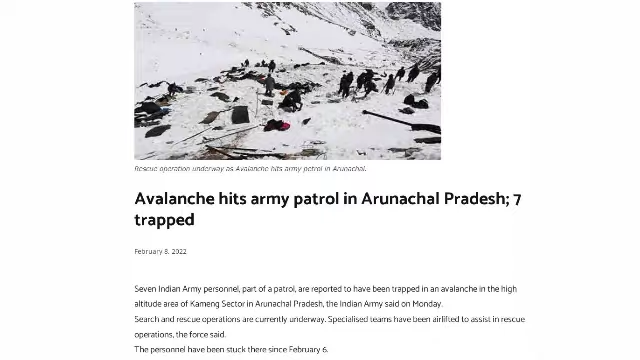 Rescue operation underway as Avalanche hits army patrol in Arunachal.
Avalanche hits army patrol in Arunachal Pradesh; 7
trapped
February 8, 2022
Seven Indian Army personnel, part of a patrol, are reported to have been trapped in an avalanche in the high
altitude area of Kameng Sector in Arunachal Pradesh, the Indian Army said on Monday.
Search and rescue operations are currently underway. Specialised teams have been airlifted to assist in rescue
operations, the force said.
The personnel have been stuck there since February 6.